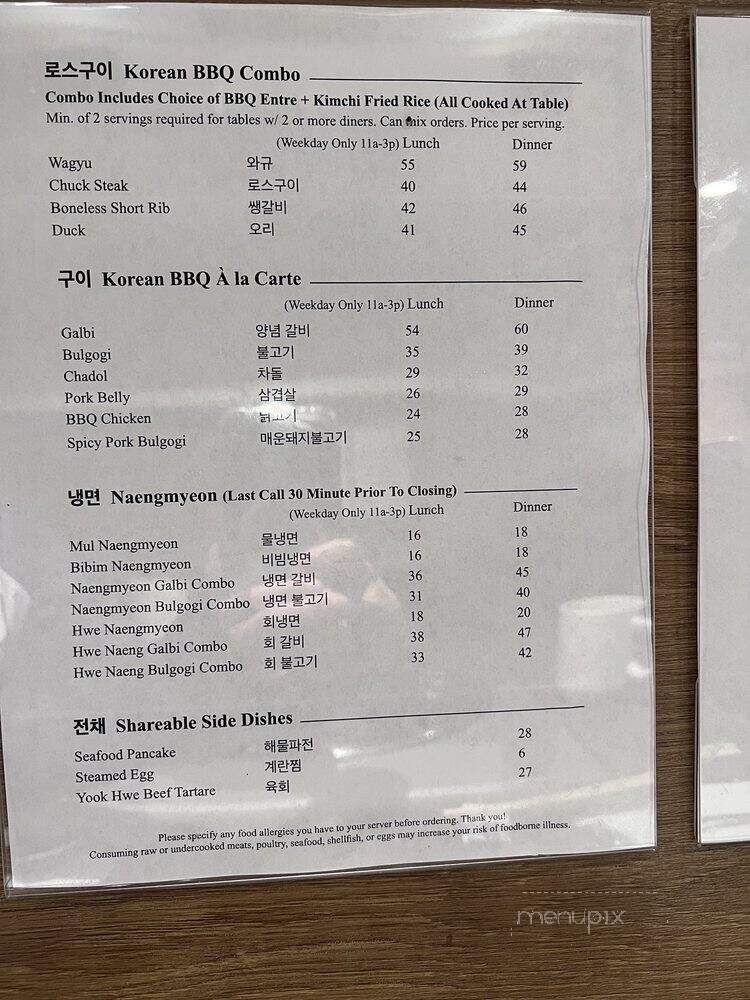 로스구이 Korean BBQ Combo
Combo Includes Choice of BBQ Entre + Kimchi Fried Rice (All Cooked At Table)
Min. of 2 servings required for tables w/ 2 or more diners. Can mix orders. Price per serving.
(Weekday Only 11a-3p) Lunch Dinner
Wagyu 와규 55 59
Chuck Steak 로스구이 40 44
Boneless Short Rib 쌩갈비 42 46
Duck 오리 41 45
구이 Korean BBQ À la Carte
(Weekday Only 11a-3p) Lunch Dinner
Galbi 양념 갈비 54 60
Bulgogi 불고기 35 39
Chadol 차돌 29 32
Pork Belly 삼겹살 26 29
BBQ Chicken 24 28
Spicy Pork Bulgogi 매운돼지불고기 25 28
냉면 Naengmyeon (Last Call 30 Minute Prior To Closing)
(Weekday Only 11a-3p) Lunch Dinner
Mul Naengmyeon 물냉면 16 18
Bibim Naengmyeon 비빔냉면 16 18
Naengmyeon Galbi Combo 냉면 갈비 36 45
Naengmyeon Bulgogi Combo 냉면 불고기 31 40
Hwe Naengmyeon 회냉면 18 20
Hwe Naeng Galbi Combo 회 갈비 38 47
Hwe Naeng Bulgogi Combo 회 불고기 33 42
전채 Shareable Side Dishes
Seafood Pancake 해물파전 28
Steamed Egg 계란찜 6
Yook Hwe Beef Tartare 육회 27
Please specify any food allergies you have to your server before ordering. Thank you!
Consuming raw or undercooked meats, poultry, seafood, shellfish, or eggs may increase your risk of foodborne illness.
menupix